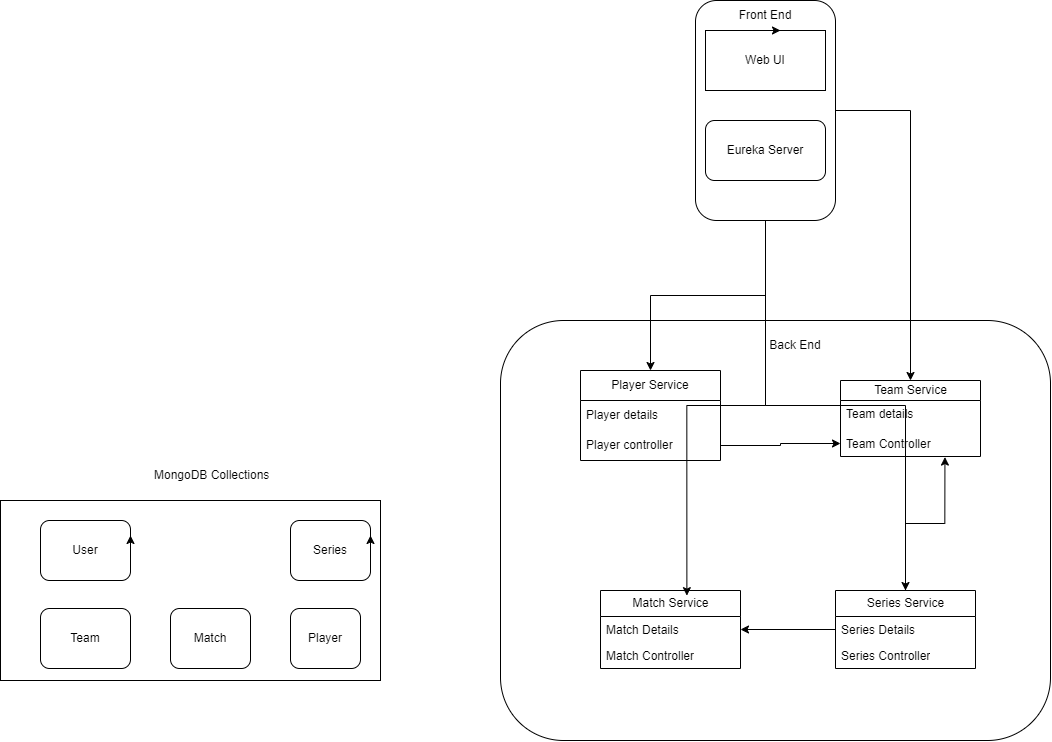 Front End
Web UI
Eureka Server
Back End
Player Service
Player details
Player controller
Team Service
Team details
Team Controller
MongoDB Collections
User
Series
Team
Match
Player
Match Service
Match Details
Match Controller
Series Service
Series Details
Series Controller